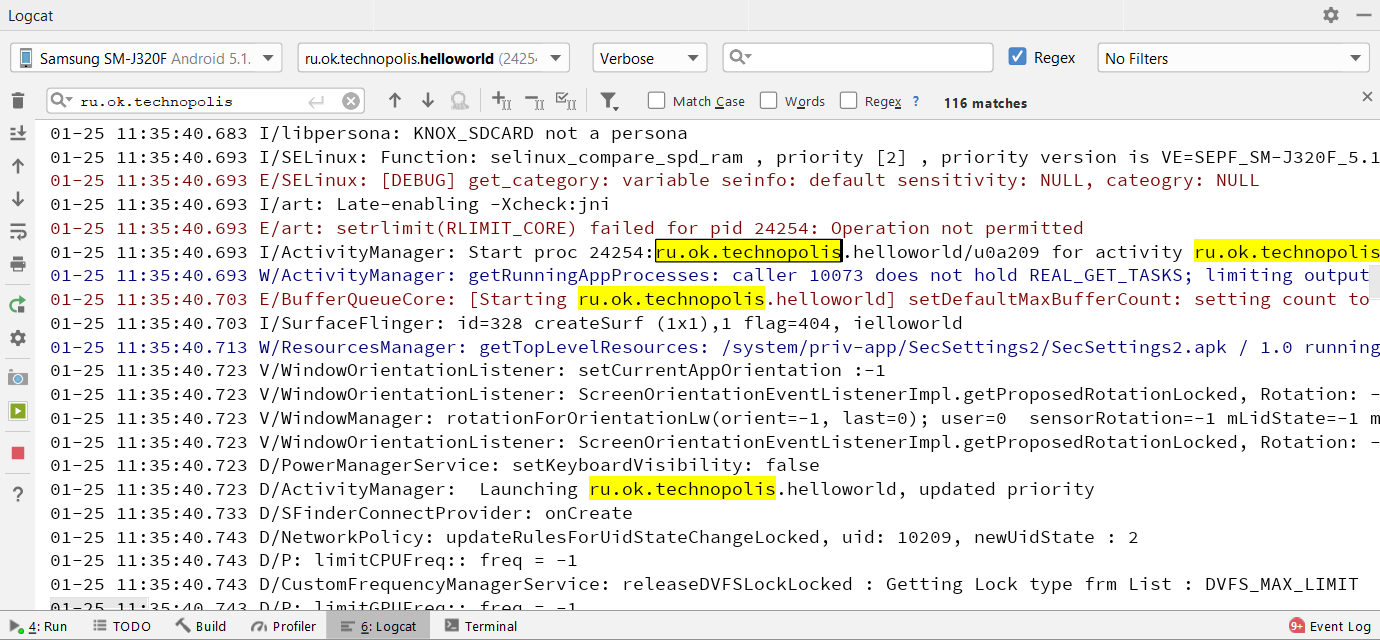 Logcat
Samsung SM-J320F Android 5.1. ru.ok.technopolis.helloworld (2425 Verbose Regex No Filters
ru.ok.technopolis Match Case Words Regex ? 116 matches
01-25 11:35:40.683 I/libpersona: KNOX_SDCARD not a persona
01-25 11:35:40.693 I/SELinux: Function: selinux_compare_spd_ram , priority [2] , priority version is VE=SEPF_SM-J320F_5.1
01-25 11:35:40.693 E/SELinux: [DEBUG] get_category: variable seinfo: default sensitivity: NULL, cateogry: NULL
01-25 11:35:40.693 I/art: Late-enabling -Xcheck:jni
01-25 11:35:40.693 E/art: setrlimit(RLIMIT_CORE) failed for pid 24254: Operation not permitted
01-25 11:35:40.693 I/ActivityManager: Start proc 24254:ru.ok.technopolis.helloworld/u0a209 for activity ru.ok.technopolis
01-25 11:35:40.693 W/ActivityManager: getRunningAppProcesses: caller 10073 does not hold REAL_GET_TASKS; limiting output
01-25 11:35:40.703 E/BufferQueueCore: [Starting ru.ok.technopolis.helloworld] setDefaultMaxBufferCount: setting count to
01-25 11:35:40.703 I/SurfaceFlinger: id=328 createSurf (1x1),1 flag=404, ielloworld
01-25 11:35:40.713 W/ResourcesManager: getTopLevelResources: /system/priv-app/SecSettings2/SecSettings2.apk / 1.0 running
01-25 11:35:40.723 V/WindowOrientationListener: setCurrentAppOrientation :-1
01-25 11:35:40.723 V/WindowOrientationListener: ScreenOrientationEventListenerImpl.getProposedRotationLocked, Rotation: -
01-25 11:35:40.723 V/WindowManager: rotationForOrientationLw(orient=-1, last=0); user=0  sensorRotation=-1 mLidState=-1 m
01-25 11:35:40.723 V/WindowOrientationListener: ScreenOrientationEventListenerImpl.getProposedRotationLocked, Rotation: -
01-25 11:35:40.723 D/PowerManagerService: setKeyboardVisibility: false
01-25 11:35:40.723 D/ActivityManager:  Launching ru.ok.technopolis.helloworld, updated priority
01-25 11:35:40.733 D/SFinderConnectProvider: onCreate
01-25 11:35:40.743 D/NetworkPolicy: updateRulesForUidStateChangeLocked, uid: 10209, newUidState : 2
01-25 11:35:40.743 D/P: limitCPUFreq:: freq = -1
01-25 11:35:40.743 D/CustomFrequencyManagerService: releaseDVFSLockLocked : Getting Lock type frm List : DVFS_MAX_LIMIT
01-25 11:35:40.743 D/P: limitGPUFreq:: freq = -1
4: Run TODO Build Profiler 6: Logcat Terminal 9+ Event Log